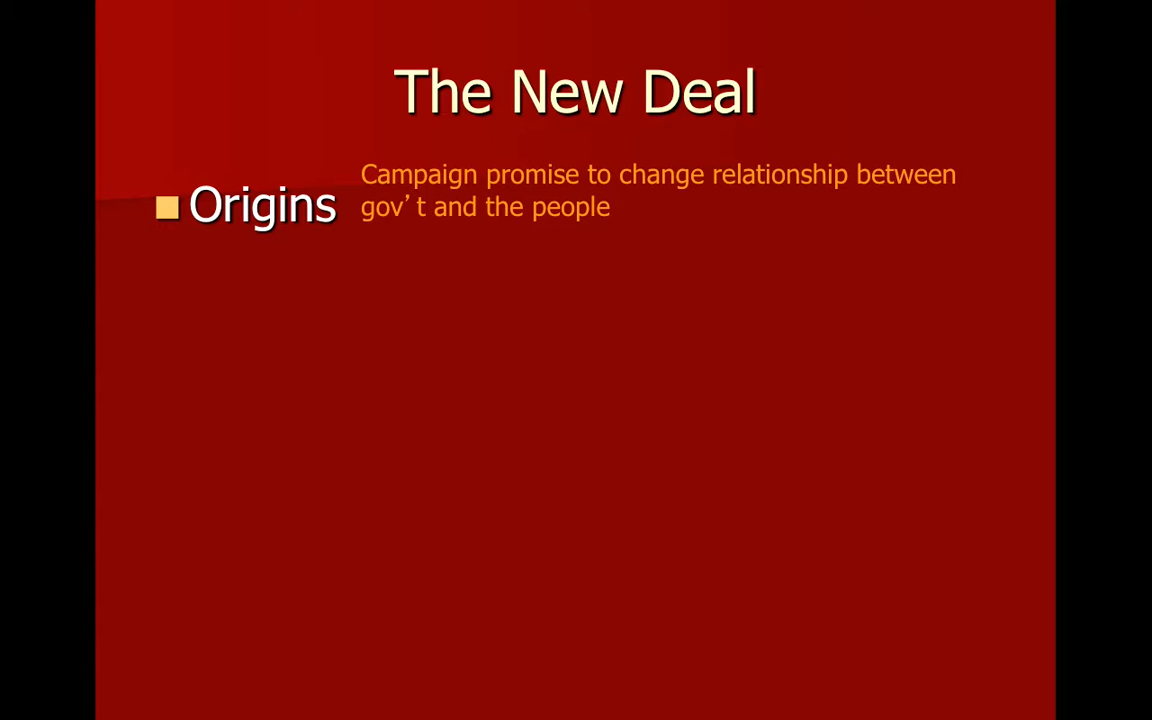 The New Deal
Origins
Campaign promise to change relationship between
gov’t and the people